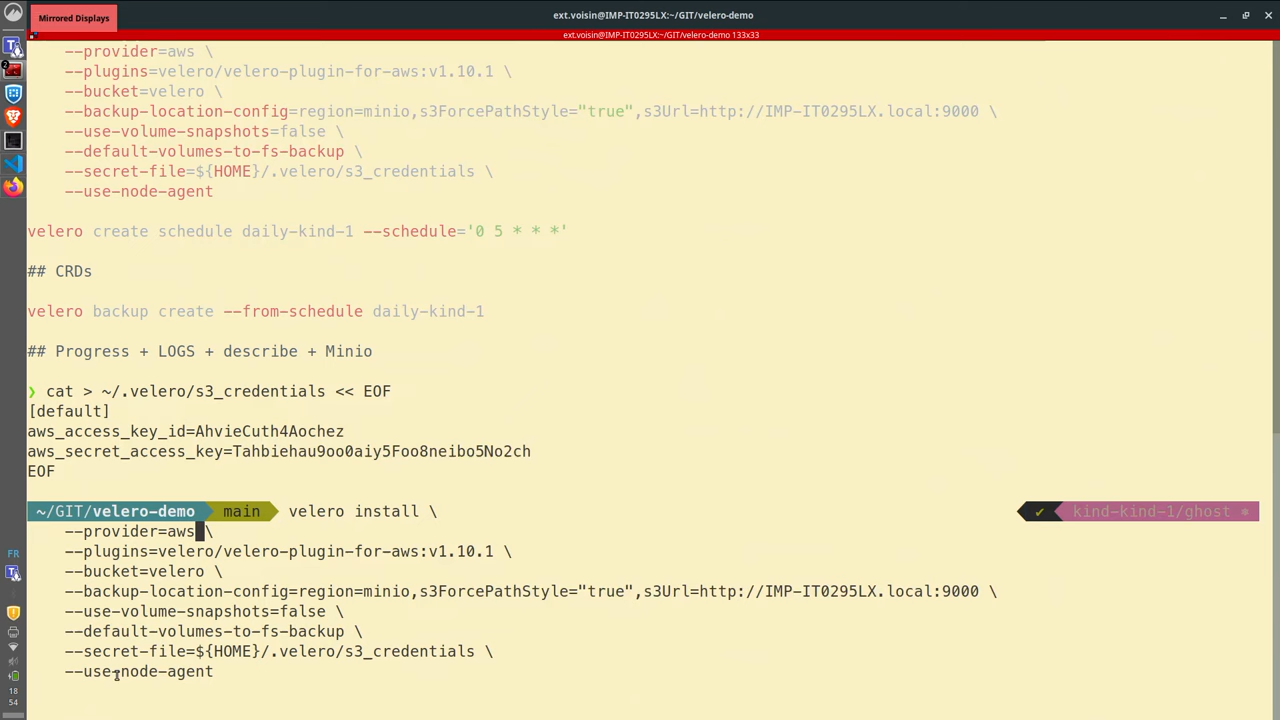 Mirrored Displays
ext.voisin@IMP-IT0295LX:~/GIT/velero-demo
ext.voisin@IMP-IT0295LX:~/GIT/velero-demo 133x33
--provider=aws \
--plugins=velero/velero-plugin-for-aws:v1.10.1 \
--bucket=velero \
--backup-location-config=region=minio,s3ForcePathStyle="true",s3Url=http://IMP-IT0295LX.local:9000 \
--use-volume-snapshots=false \
--default-volumes-to-fs-backup \
--secret-file=${HOME}/.velero/s3_credentials \
--use-node-agent
velero create schedule daily-kind-1 --schedule='0 5 * * *'
## CRDs
velero backup create --from-schedule daily-kind-1
## Progress + LOGS + describe + Minio
❯ cat > ~/.velero/s3_credentials << EOF
[default]
aws_access_key_id=AhvieCuth4Aochez
aws_secret_access_key=Tahbiehau9oo0aiy5Foo8neibo5No2ch
EOF
~/GIT/velero-demo main velero install \ ✔ kind-kind-1/ghost
--provider=aws \
--plugins=velero/velero-plugin-for-aws:v1.10.1 \
--bucket=velero \
--backup-location-config=region=minio,s3ForcePathStyle="true",s3Url=http://IMP-IT0295LX.local:9000 \
--use-volume-snapshots=false \
--default-volumes-to-fs-backup \
--secret-file=${HOME}/.velero/s3_credentials \
--use-node-agent
2
FR
18
54